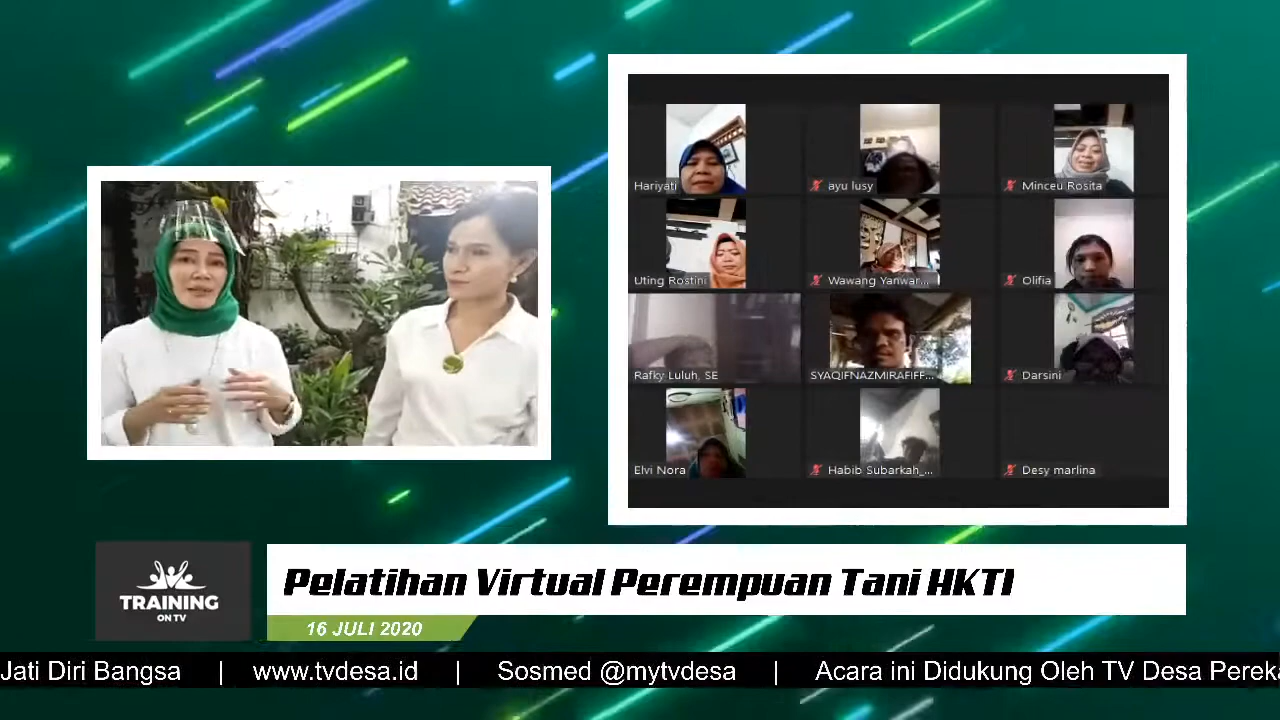 Hariyati
ayu lusy
Minceu Rosita
Uting Rostini
Wawang Yanwar...
Olifia
Rafky Luluh, SE
SYAQIFNAZMIRAFIFF...
Darsini
Elvi Nora
Habib Subarkah_...
Desy marlina
TRAINING
ON TV
Pelatihan Virtual Perempuan Tani HKTI
16 JULI 2020
Jati Diri Bangsa | www.tvdesa.id | Sosmed @mytvdesa | Acara ini Didukung Oleh TV Desa Pereka